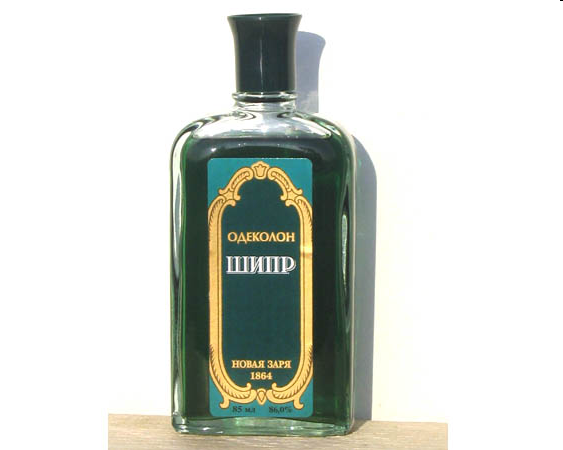 ОДЕКОЛОН
ШИПР
НОВАЯ ЗАРЯ
1864
85 мл 86,0%